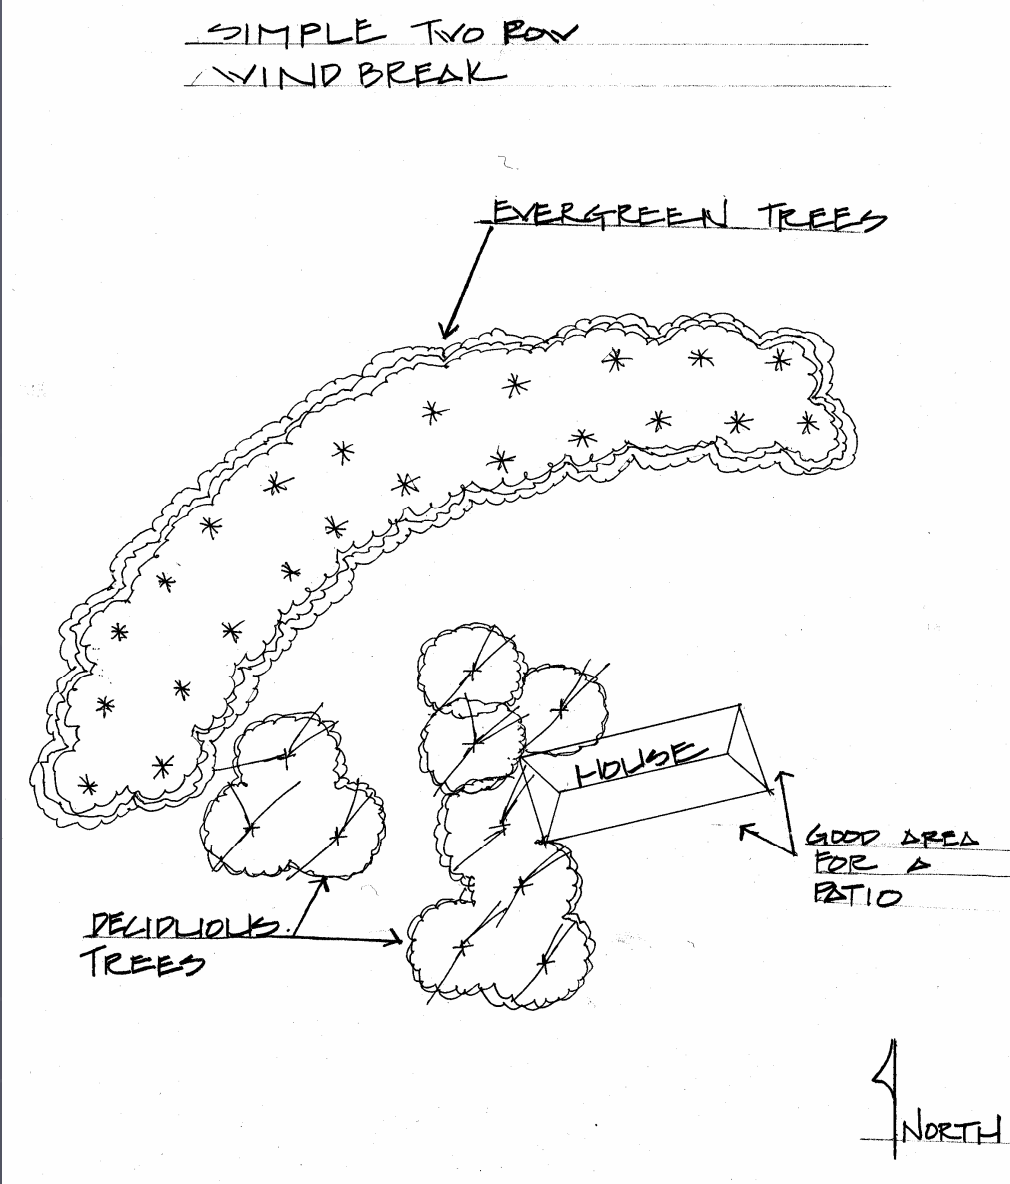 SIMPLE TWO ROW
WIND BREAK
EVERGREEN TREES
HOUSE
GOOD AREA
FOR A
PATIO
DECIDUOUS
TREES
NORTH